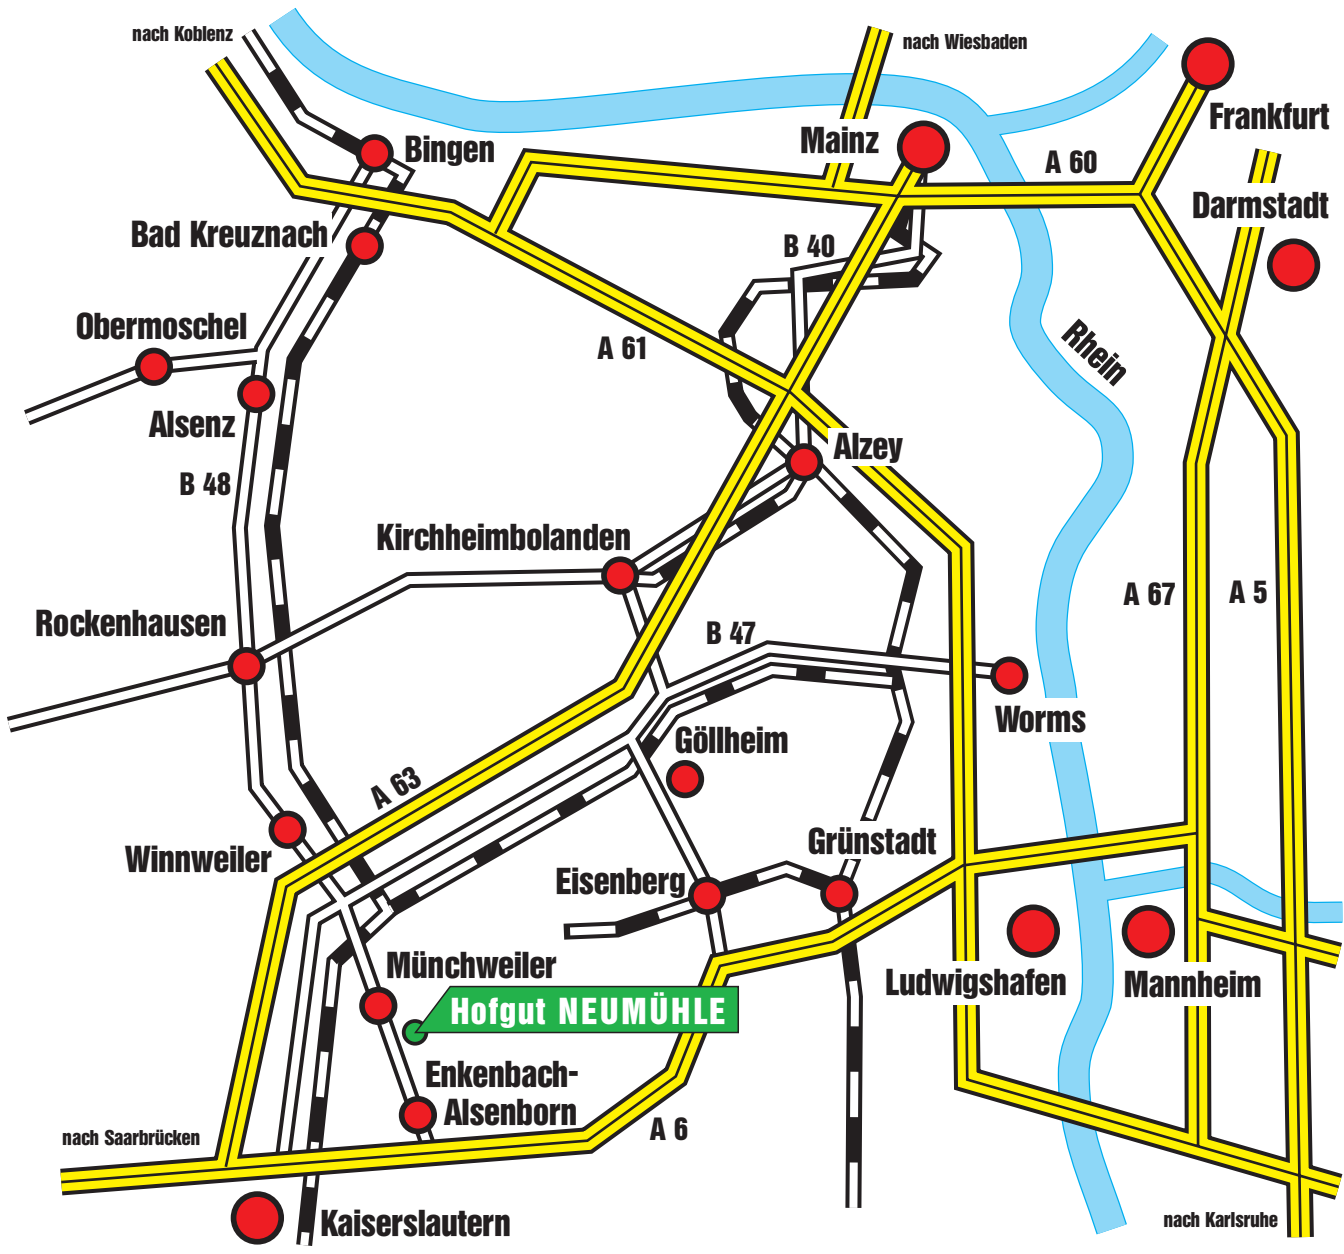 nach Koblenz
nach Wiesbaden
Frankfurt
Mainz
Bingen
A 60
Darmstadt
Bad Kreuznach
B 40
Obermoschel
A 61
Rhein
Alsenz
Alzey
B 48
Kirchheimbolanden
A 67
A 5
Rockenhausen
B 47
Worms
Göllheim
A 63
Grünstadt
Winnweiler
Eisenberg
Münchweiler
Ludwigshafen
Mannheim
Hofgut NEUMÜHLE
Enkenbach-
Alsenborn
A 6
nach Saarbrücken
Kaiserslautern
nach Karlsruhe